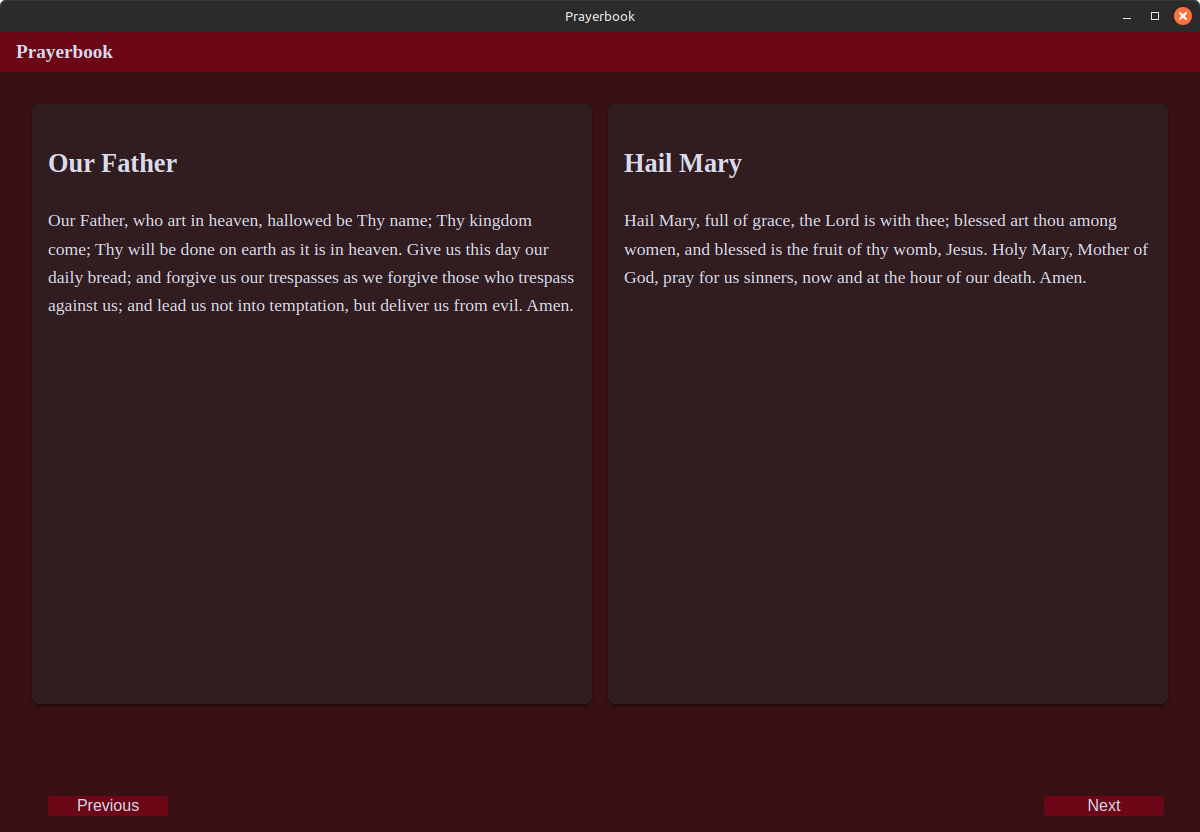 Prayerbook
Prayerbook
Our Father
Our Father, who art in heaven, hallowed be Thy name; Thy kingdom
come; Thy will be done on earth as it is in heaven. Give us this day our
daily bread; and forgive us our trespasses as we forgive those who trespass
against us; and lead us not into temptation, but deliver us from evil. Amen.
Hail Mary
Hail Mary, full of grace, the Lord is with thee; blessed art thou among
women, and blessed is the fruit of thy womb, Jesus. Holy Mary, Mother of
God, pray for us sinners, now and at the hour of our death. Amen.
Previous
Next